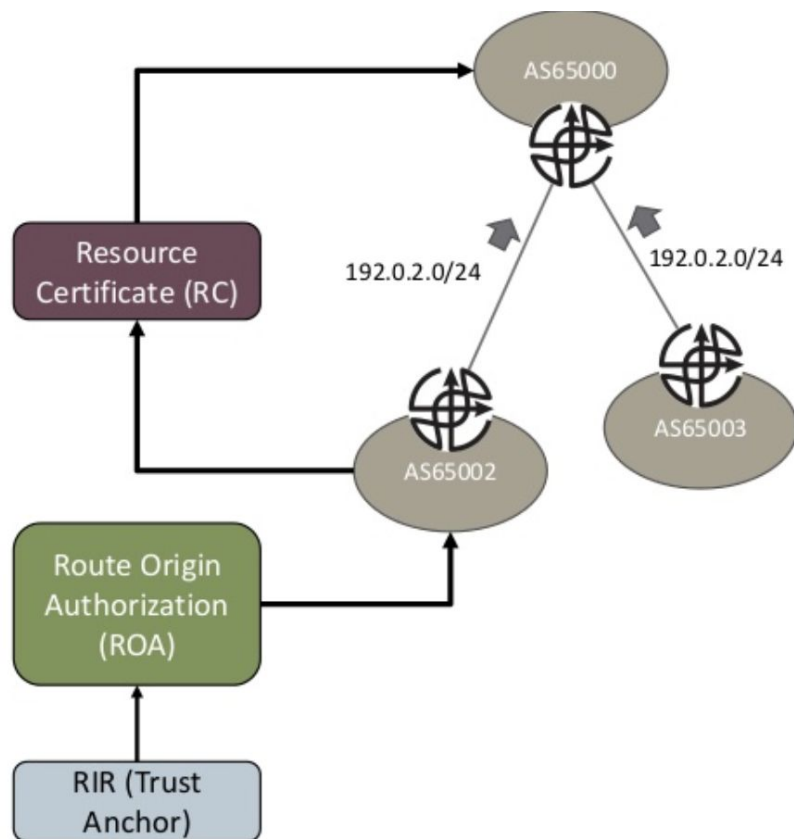 AS65000
Resource
Certificate (RC)
192.0.2.0/24
192.0.2.0/24
AS65002
AS65003
Route Origin
Authorization
(ROA)
RIR (Trust
Anchor)